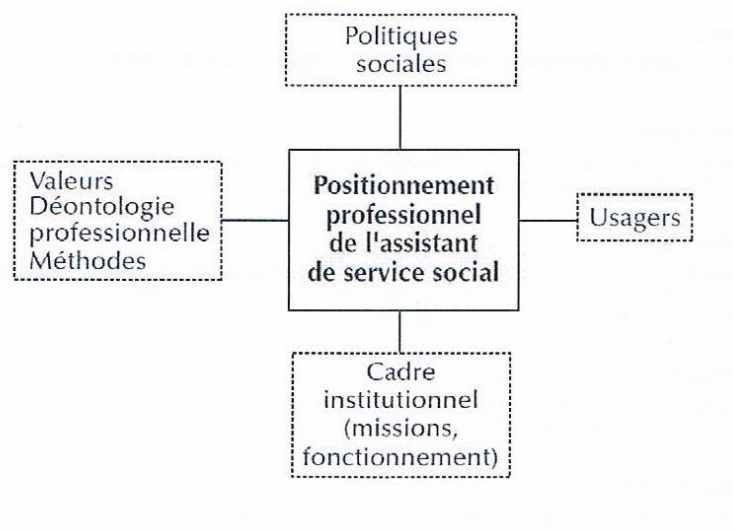 Politiques
sociales
Valeurs
Déontologie
professionnelle
Méthodes
Positionnement
professionnel
de l'assistant
de service social
Usagers
Cadre
institutionnel
(missions,
fonctionnement)